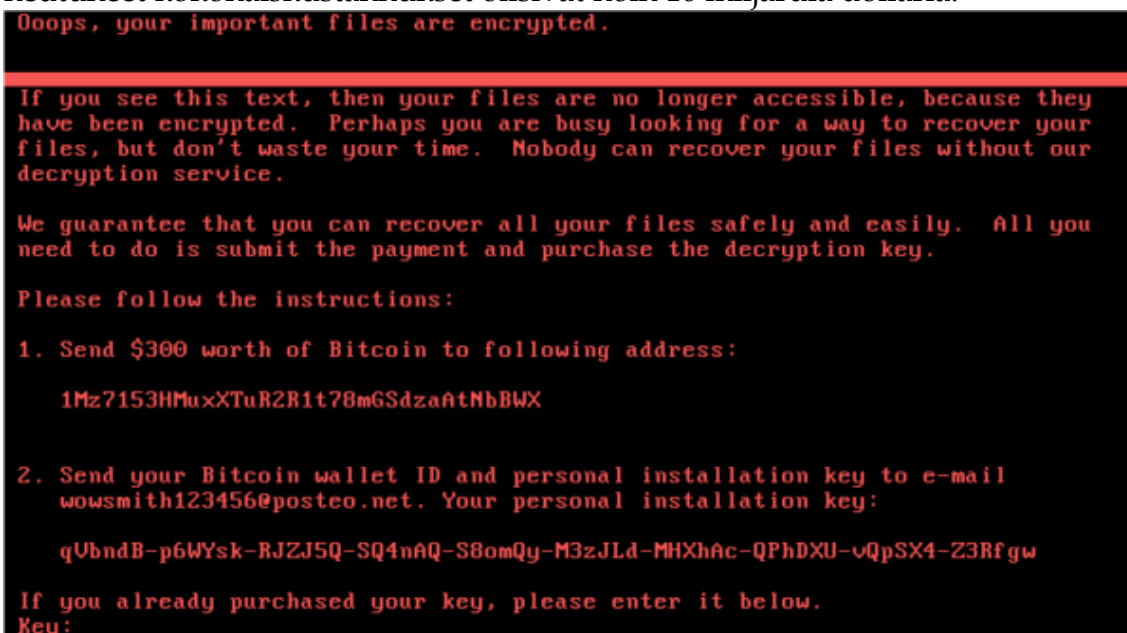 Ooops, your important files are encrypted.
If you see this text, then your files are no longer accessible, because they
have been encrypted.  Perhaps you are busy looking for a way to recover your
files, but don't waste your time.  Nobody can recover your files without our
decryption service.
We guarantee that you can recover all your files safely and easily.  All you
need to do is submit the payment and purchase the decryption key.
Please follow the instructions:
1. Send $300 worth of Bitcoin to following address:
1Mz7153HMuxXTuR2R1t78mGSdzaAtNbBWX
2. Send your Bitcoin wallet ID and personal installation key to e-mail
wowsmith123456@posteo.net. Your personal installation key:
qVbndB-p6WYsk-RJZJ5Q-SQ4nAQ-S8omQy-M3zJLd-MHXhAc-QPhDXU-vQpSX4-Z3Rfgw
If you already purchased your key, please enter it below.
Key: